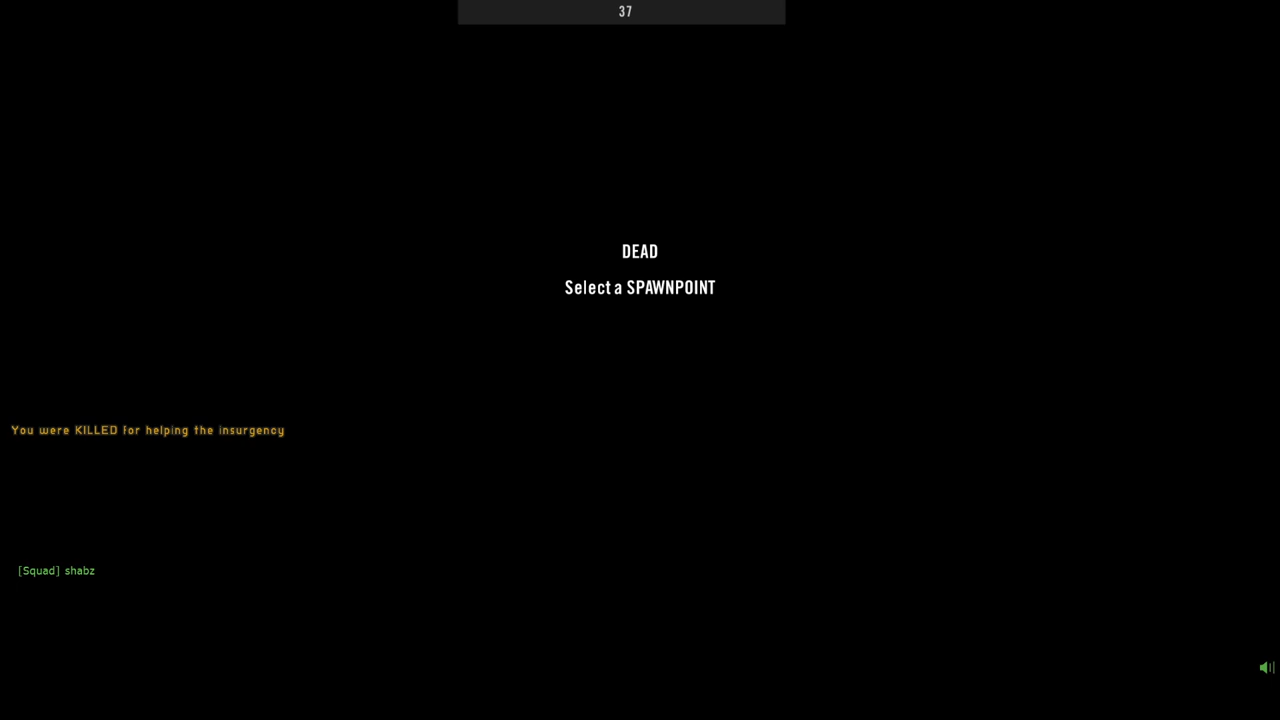 37
DEAD
Select a SPAWNPOINT
You were KILLED for helping the insurgency
[Squad] shabz